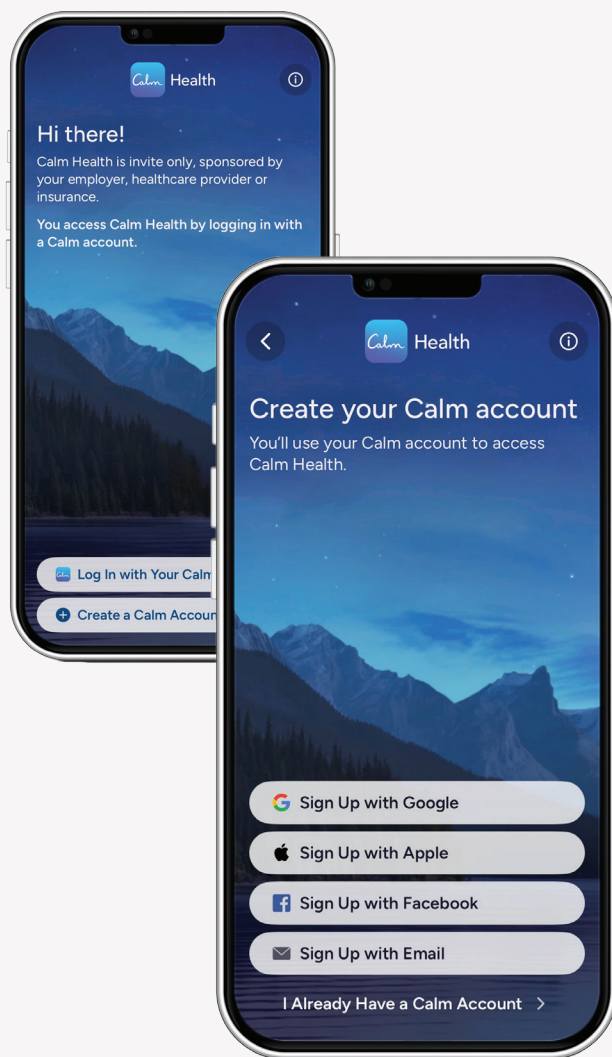 Calm Health
Hi there!
Calm Health is invite only, sponsored by
your employer, healthcare provider or
insurance.
You access Calm Health by logging in with
a Calm account.
Log In with Your Calm
Create a Calm Accoun
Calm Health
Create your Calm account
You'll use your Calm account to access
Calm Health.
Sign Up with Google
Sign Up with Apple
Sign Up with Facebook
Sign Up with Email
I Already Have a Calm Account